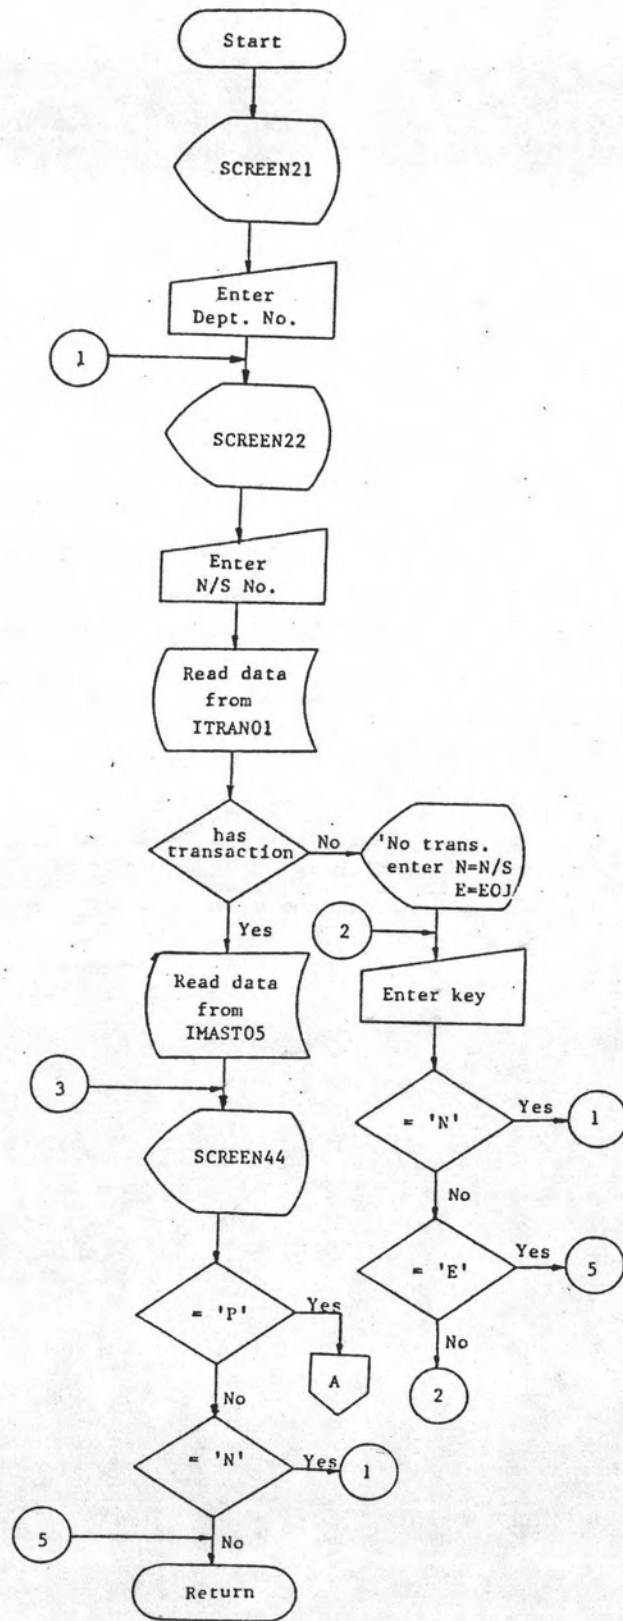 Start
SCREEN21
Enter
Dept. No.
1
SCREEN22
Enter
N/S No.
Read data
from
ITRAN01
has
transaction
No
'No trans.
enter N=N/S
E=EOJ
Yes
2
Enter key
Read data
from
IMAST05
3
= 'N'
Yes
1
SCREEN44
No
= 'E'
Yes
5
= 'P'
Yes
No
A
2
No
= 'N'
Yes
1
5
No
Return